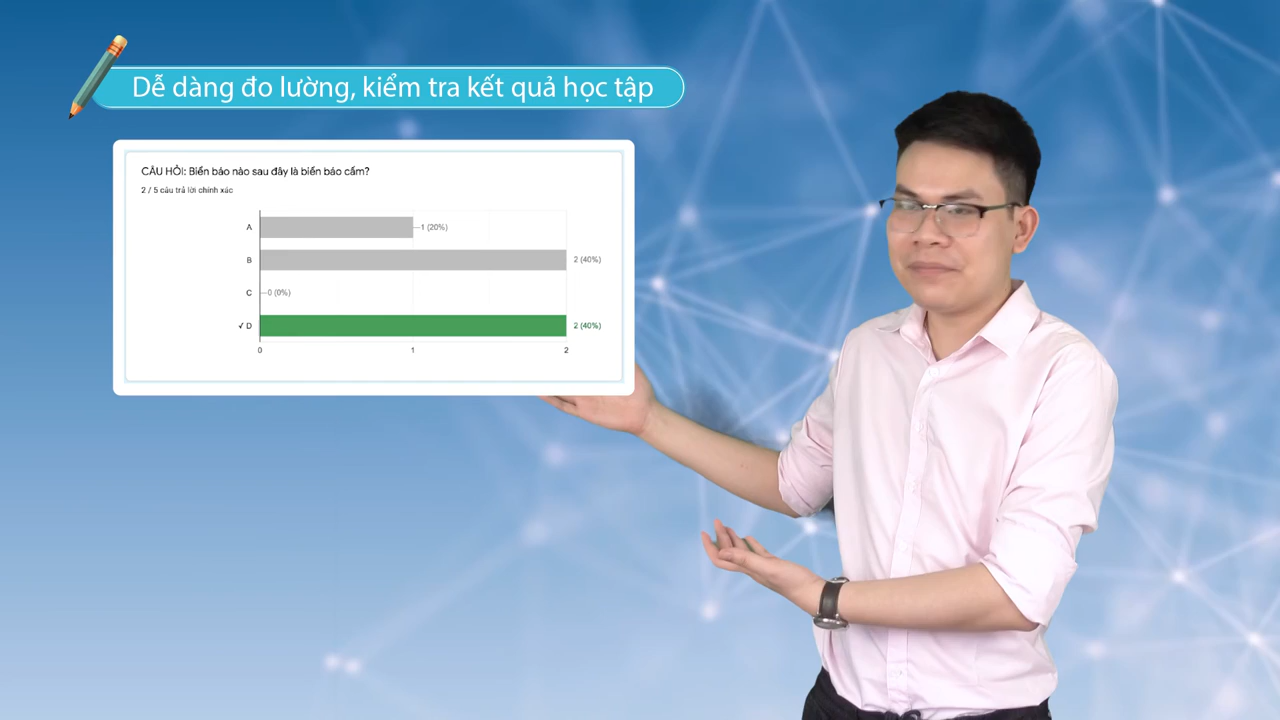 Dễ dàng đo lường, kiểm tra kết quả học tập
CÂU HỎI: Biển báo nào sau đây là biển báo cấm?
2 / 5 câu trả lời chính xác
A 1 (20%)
B 2 (40%)
C 0 (0%)
✓ D 2 (40%)
0 1 2